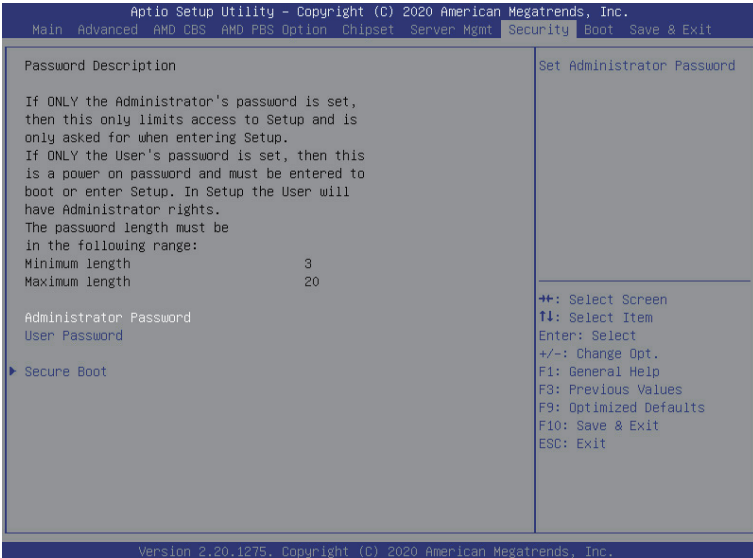 Aptio Setup Utility – Copyright (C) 2020 American Megatrends, Inc.
Main Advanced AMD CBS AMD PBS Option Chipset Server Mgmt Security Boot Save & Exit
Password Description
If ONLY the Administrator's password is set,
then this only limits access to Setup and is
only asked for when entering Setup.
If ONLY the User's password is set, then this
is a power on password and must be entered to
boot or enter Setup. In Setup the User will
have Administrator rights.
The password length must be
in the following range:
Minimum length 3
Maximum length 20
Administrator Password
User Password
Secure Boot
Set Administrator Password
→←: Select Screen
↑↓: Select Item
Enter: Select
+/-: Change Opt.
F1: General Help
F3: Previous Values
F9: Optimized Defaults
F10: Save & Exit
ESC: Exit
Version 2.20.1275. Copyright (C) 2020 American Megatrends, Inc.